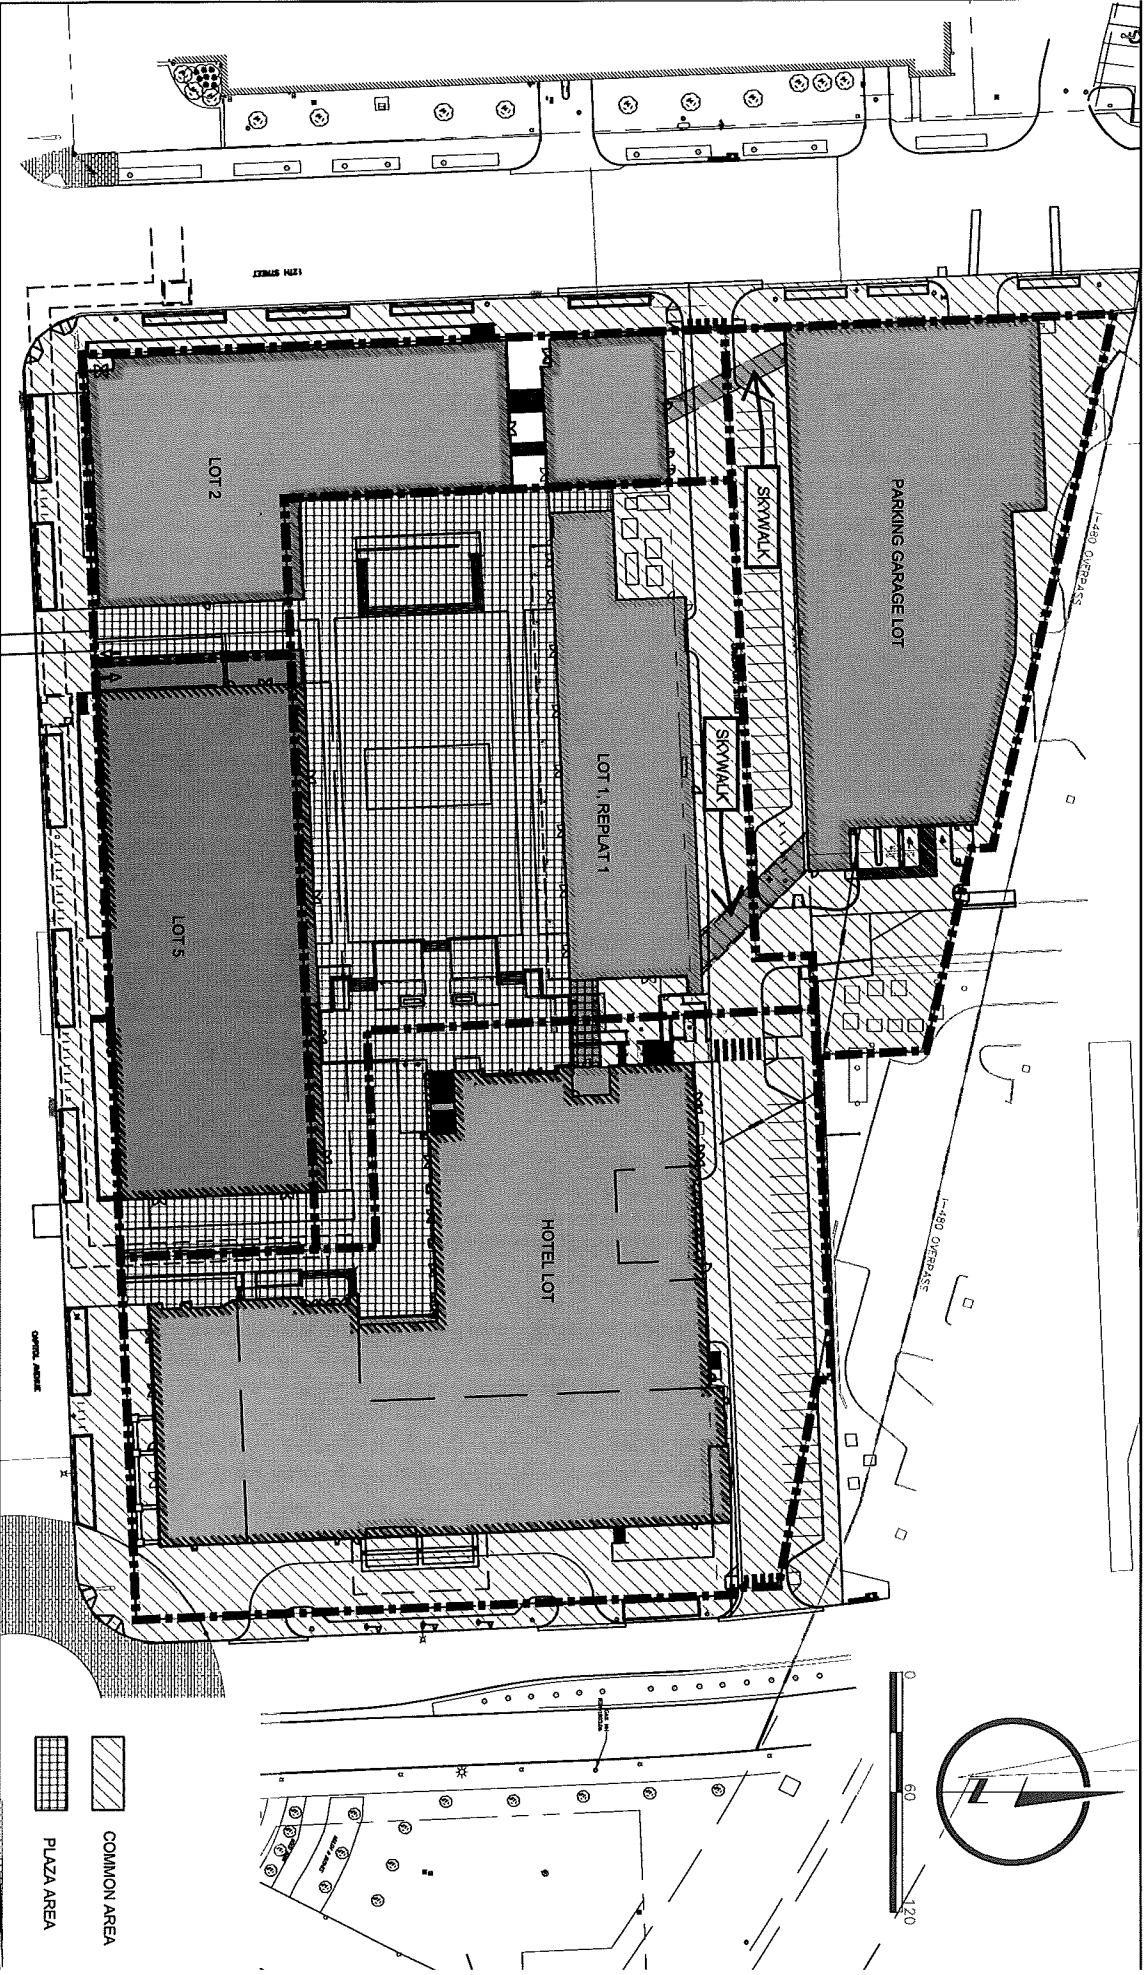 12TH STREET
I-480 OVERPASS
PARKING GARAGE LOT
SKYWALK
LOT 2
SKYWALK
LOT 1, REPLAT 1
LOT 5
HOTEL LOT
I-480 OVERPASS
CAPITOL AVENUE
0
60
120
COMMON AREA
PLAZA AREA